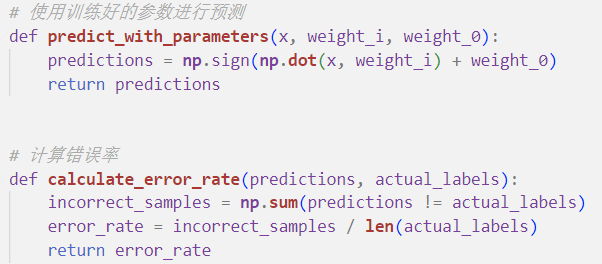 # 使用训练好的参数进行预测
def predict_with_parameters(x, weight_i, weight_0):
    predictions = np.sign(np.dot(x, weight_i) + weight_0)
    return predictions
# 计算错误率
def calculate_error_rate(predictions, actual_labels):
    incorrect_samples = np.sum(predictions != actual_labels)
    error_rate = incorrect_samples / len(actual_labels)
    return error_rate